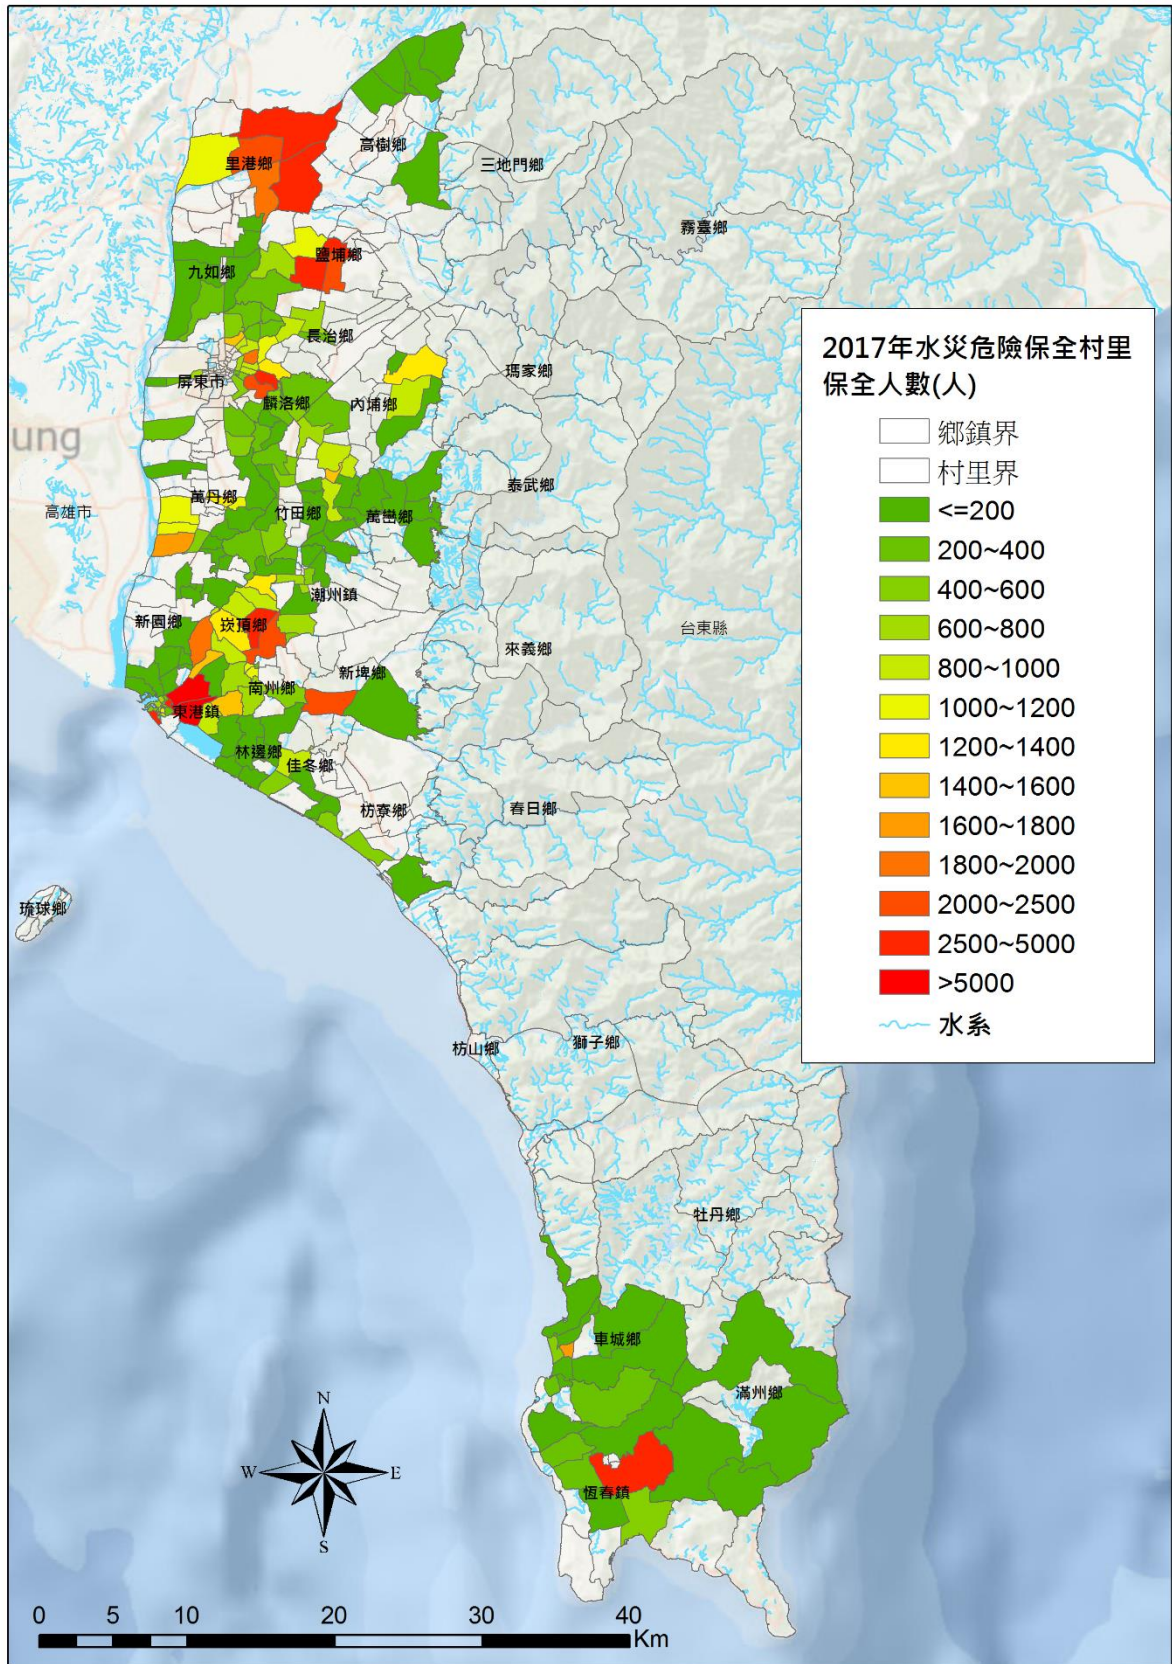 高樹鄉
里港鄉
三地門鄉
霧臺鄉
鹽埔鄉
九如鄉
長治鄉
瑪家鄉
屏東市
麟洛鄉
內埔鄉
ung
泰武鄉
萬丹鄉
高雄市
竹田鄉
萬巒鄉
潮州鎮
新園鄉
崁頂鄉
台東縣
來義鄉
新埤鄉
南州鄉
東港鎮
林邊鄉
佳冬鄉
枋寮鄉
春日鄉
琉球鄉
獅子鄉
枋山鄉
牡丹鄉
車城鄉
滿州鄉
恆春鎮
2017年水災危險保全村里
保全人數(人)
鄉鎮界
村里界
<=200
200~400
400~600
600~800
800~1000
1000~1200
1200~1400
1400~1600
1600~1800
1800~2000
2000~2500
2500~5000
>5000
水系
N
W E
S
0 5 10 20 30 40
Km